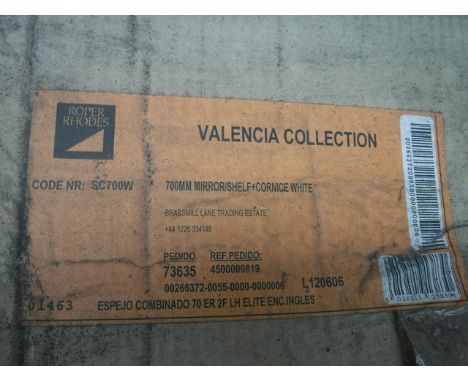 ROPER
RHODES
VALENCIA COLLECTION
CODE NR: SC700W 700MM MIRROR/SHELF+CORNICE WHITE
BRASSMILL LANE TRADING ESTATE
+44 1225 334148
PEDIDO REF.PEDIDO:
73635 4500000819
00266372-0055-0000-0000006 L120606
01463 ESPEJO COMBINADO 70 ER 2F LH ELITE ENC.INGLES